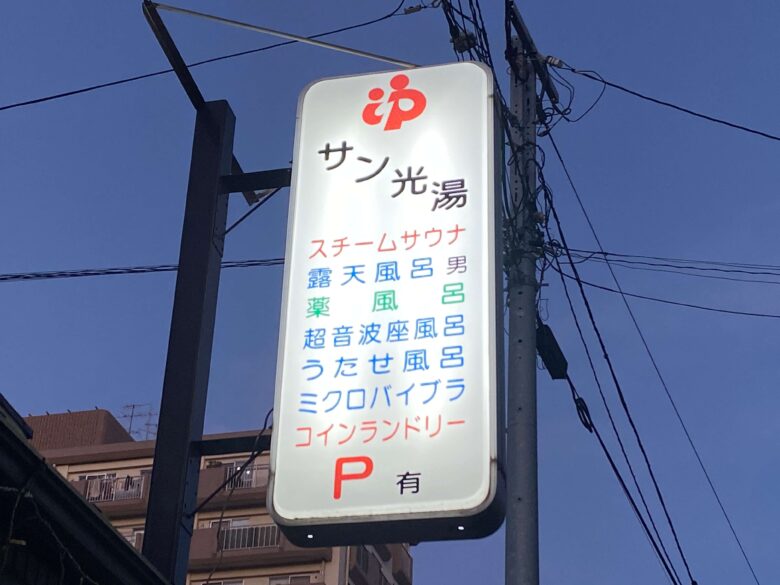 ゆ
サン光湯
スチームサウナ
露天風呂男
薬風呂
超音波座風呂
うたせ風呂
ミクロバイブラ
コインランドリー
P有